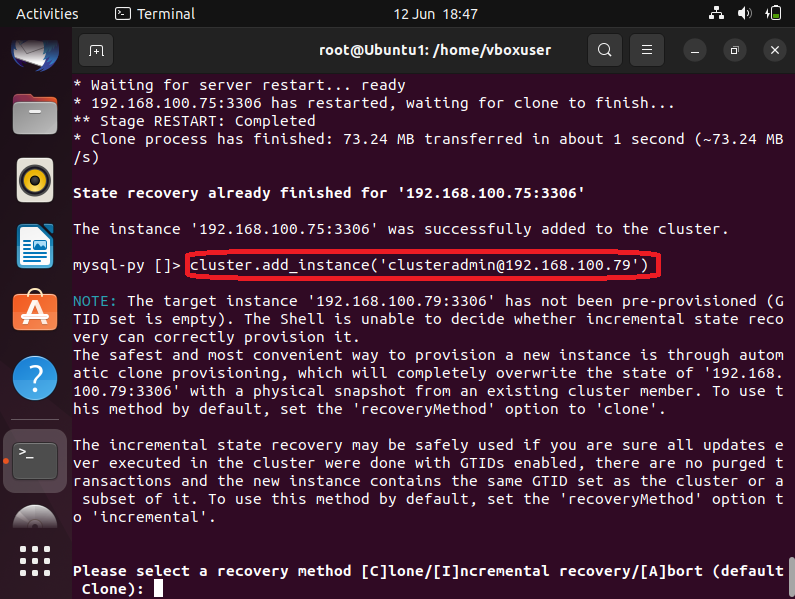 Activities
Terminal
12 Jun 18:47
root@Ubuntu1: /home/vboxuser
* Waiting for server restart... ready
* 192.168.100.75:3306 has restarted, waiting for clone to finish...
** Stage RESTART: Completed
* Clone process has finished: 73.24 MB transferred in about 1 second (~73.24 MB
/s)
State recovery already finished for '192.168.100.75:3306'
The instance '192.168.100.75:3306' was successfully added to the cluster.
mysql-py []> cluster.add_instance('clusteradmin@192.168.100.79')
NOTE: The target instance '192.168.100.79:3306' has not been pre-provisioned (G
TID set is empty). The Shell is unable to decide whether incremental state reco
very can correctly provision it.
The safest and most convenient way to provision a new instance is through autom
atic clone provisioning, which will completely overwrite the state of '192.168.
100.79:3306' with a physical snapshot from an existing cluster member. To use t
his method by default, set the 'recoveryMethod' option to 'clone'.
The incremental state recovery may be safely used if you are sure all updates e
ver executed in the cluster were done with GTIDs enabled, there are no purged t
ransactions and the new instance contains the same GTID set as the cluster or a
 subset of it. To use this method by default, set the 'recoveryMethod' option t
o 'incremental'.
Please select a recovery method [C]lone/[I]ncremental recovery/[A]bort (default
 Clone):